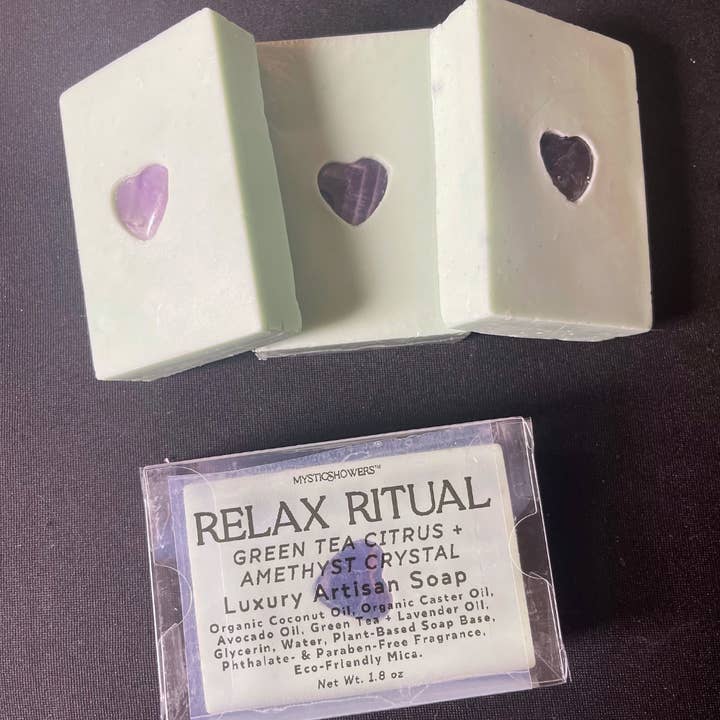 MYSTICSHOWERS™
RELAX RITUAL
GREEN TEA CITRUS +
AMETHYST CRYSTAL
Luxury Artisan Soap
Organic Coconut Oil, Organic Caster Oil,
Avocado Oil, Green Tea + Lavender Oil,
Glycerin, Water, Plant-Based Soap Base,
Phthalate- & Paraben-Free Fragrance,
Eco-Friendly Mica.
Net Wt. 1.8 oz